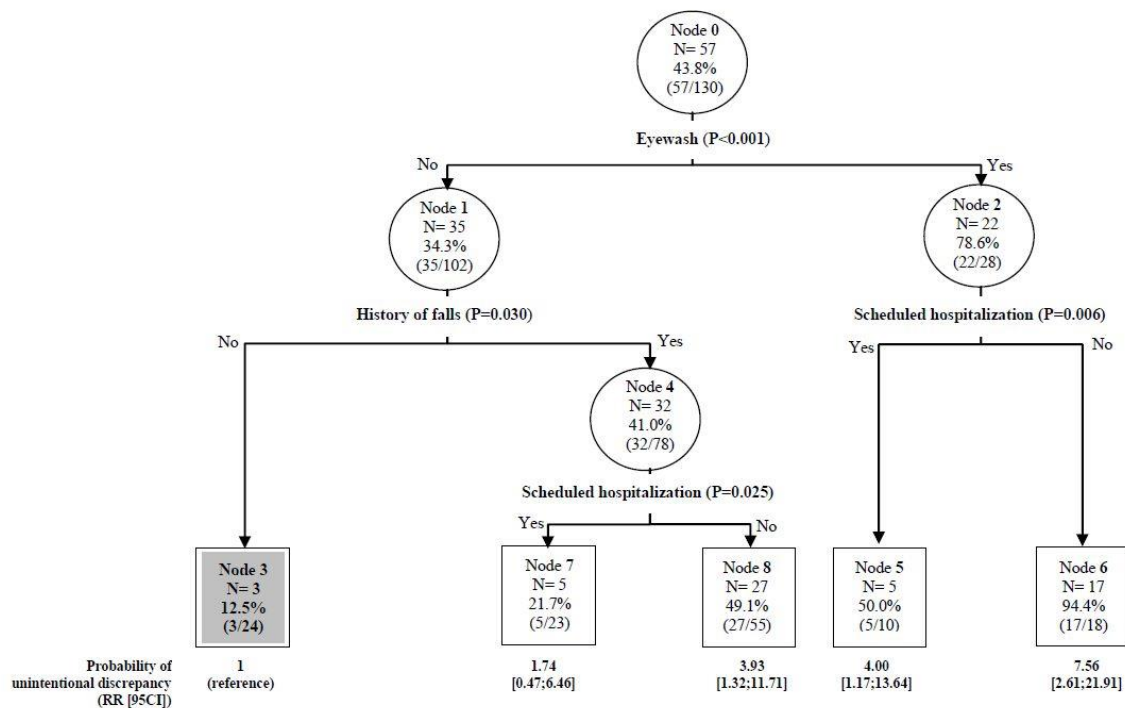 Node 0
N= 57
43.8%
(57/130)
Eyewash (P<0.001)
No
Yes
Node 1
N= 35
34.3%
(35/102)
Node 2
N= 22
78.6%
(22/28)
History of falls (P=0.030)
Scheduled hospitalization (P=0.006)
No
Yes
Yes
No
Node 4
N= 32
41.0%
(32/78)
Scheduled hospitalization (P=0.025)
Yes
No
Node 3
N= 3
12.5%
(3/24)
Node 7
N= 5
21.7%
(5/23)
Node 8
N= 27
49.1%
(27/55)
Node 5
N= 5
50.0%
(5/10)
Node 6
N= 17
94.4%
(17/18)
Probability of
unintentional discrepancy
(RR [95CI])
1
(reference)
1.74
[0.47;6.46]
3.93
[1.32;11.71]
4.00
[1.17;13.64]
7.56
[2.61;21.91]